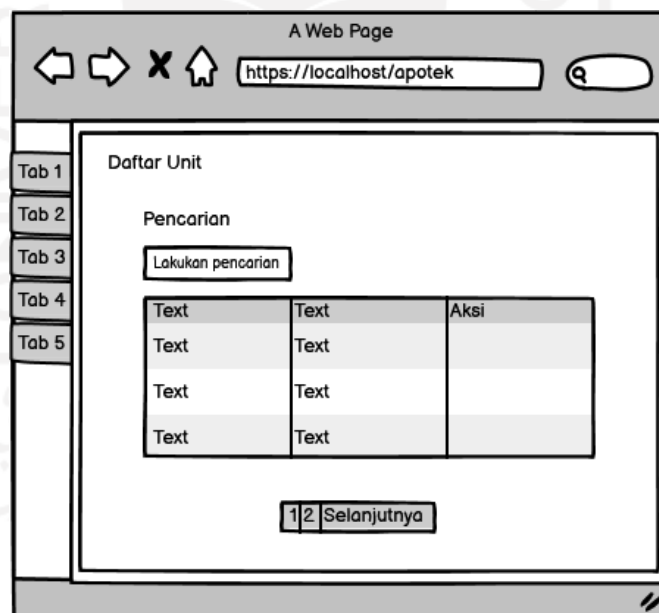 A Web Page
https://localhost/apotek
Tab 1
Tab 2
Tab 3
Tab 4
Tab 5
Daftar Unit
Pencarian
Lakukan pencarian
Text Text Aksi
Text Text
Text Text
Text Text
1 2 Selanjutnya